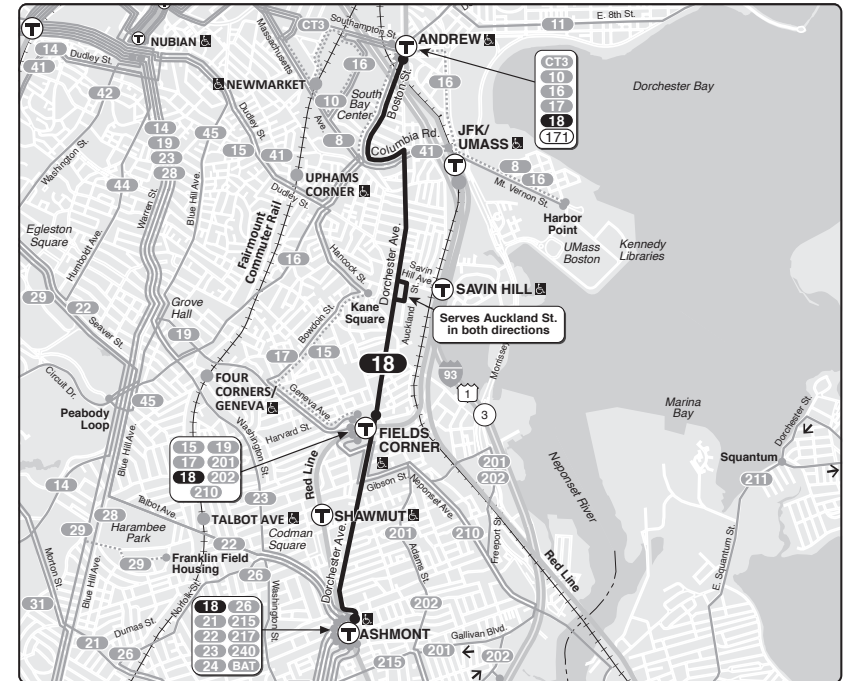 E. 8th St.
11
Southampton St.
CT3
ANDREW
NUBIAN
14
Dudley St.
41
Massachusetts
Ave.
16
16
CT3
10
16
17
18
171
Dorchester Bay
42
NEWMARKET
10
South
Bay
Center
Boston St.
Dudley St.
JFK/
UMASS
14
19
23
28
45
15
41
8
Columbia Rd.
41
8
16
Mt. Vernon St.
Washington St.
44
Warren St.
Blue Hill Ave.
UPHAMS
CORNER
Dudley St.
Harbor
Point
Egleston
Square
Humboldt Ave.
Fairmount
Commuter Rail
Hancock St.
Dorchester Ave.
UMass
Boston
Kennedy
Libraries
16
Savin
Hill Ave.
29
22
Seaver St.
Grove
Hall
Kane
Square
Auckland St.
SAVIN HILL
Serves Auckland St.
in both directions
19
Bowdoin St.
17
15
18
Morrissey
93
1
3
Circuit Dr.
Peabody
Loop
45
FOUR
CORNERS/
GENEVA
Geneva Ave.
Marina
Bay
Dorchester St.
Blue Hill Ave.
Washington St.
Harvard St.
FIELDS
CORNER
15
19
17
201
18
202
210
Squantum
211
201
202
Neponset River
14
23
Red Line
Gibson St.
Neponset Ave.
Talbot Ave.
28
TALBOT AVE
SHAWMUT
29
Harambee
Park
Codman
Square
22
201
210
Freeport St.
E. Squantum St.
Morton St.
Blue Hill Ave.
29
Franklin Field
Housing
26
Dorchester Ave.
Adams St.
Red Line
31
Norfolk St.
Washington St.
202
18
26
21
215
22
217
23
240
24
BAT
Dumas St.
21
26
ASHMONT
Gallivan Blvd.
201
202
215